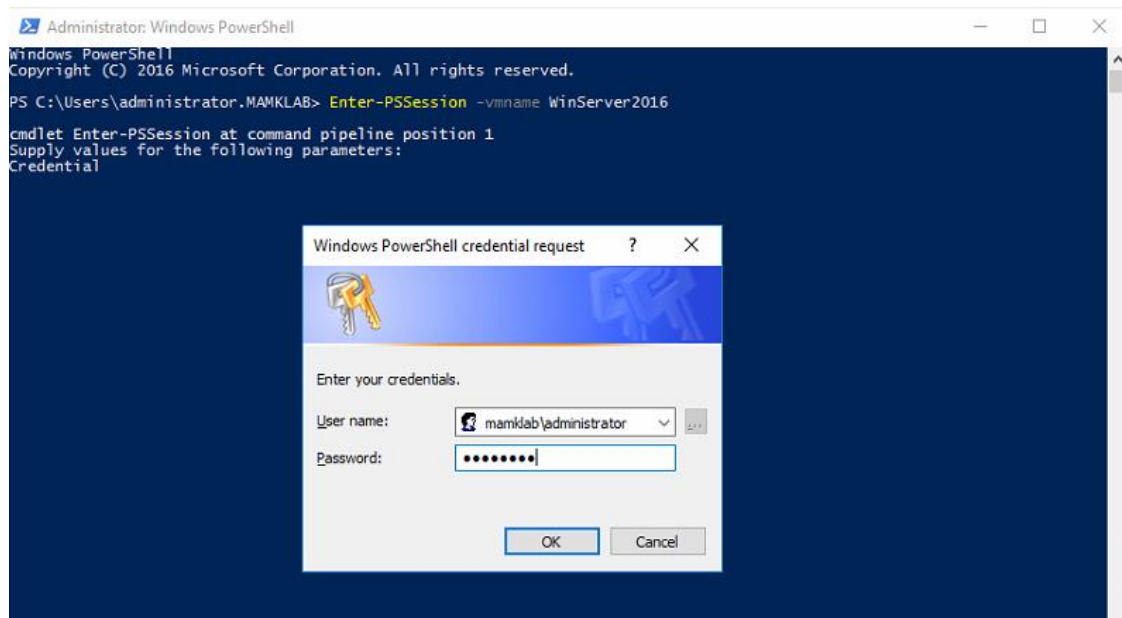 Administrator: Windows PowerShell
Windows PowerShell
Copyright (C) 2016 Microsoft Corporation. All rights reserved.
PS C:\Users\administrator.MAMKLAB> Enter-PSSession -vmname WinServer2016
cmdlet Enter-PSSession at command pipeline position 1
Supply values for the following parameters:
Credential
Windows PowerShell credential request
Enter your credentials.
User name: mamklab\administrator
Password: ●●●●●●●●
OK Cancel